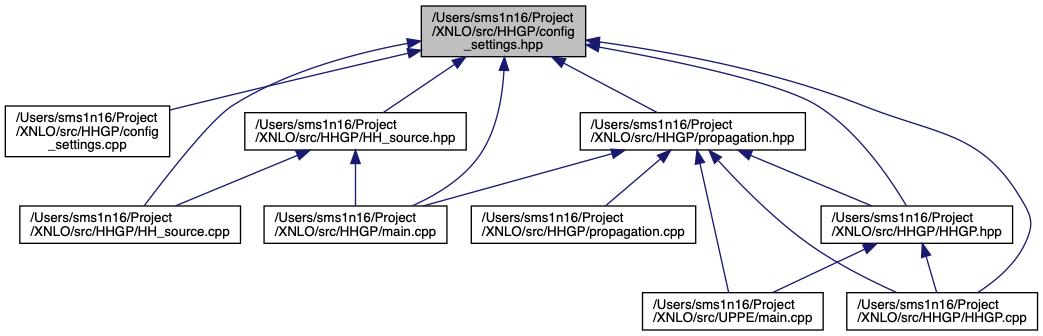 /Users/sms1n16/Project
/XNLO/src/HHGP/config
_settings.hpp
/Users/sms1n16/Project
/XNLO/src/HHGP/config
_settings.cpp
/Users/sms1n16/Project
/XNLO/src/HHGP/HH_source.hpp
/Users/sms1n16/Project
/XNLO/src/HHGP/propagation.hpp
/Users/sms1n16/Project
/XNLO/src/HHGP/HH_source.cpp
/Users/sms1n16/Project
/XNLO/src/HHGP/main.cpp
/Users/sms1n16/Project
/XNLO/src/HHGP/propagation.cpp
/Users/sms1n16/Project
/XNLO/src/HHGP/HHGP.hpp
/Users/sms1n16/Project
/XNLO/src/UPPE/main.cpp
/Users/sms1n16/Project
/XNLO/src/HHGP/HHGP.cpp